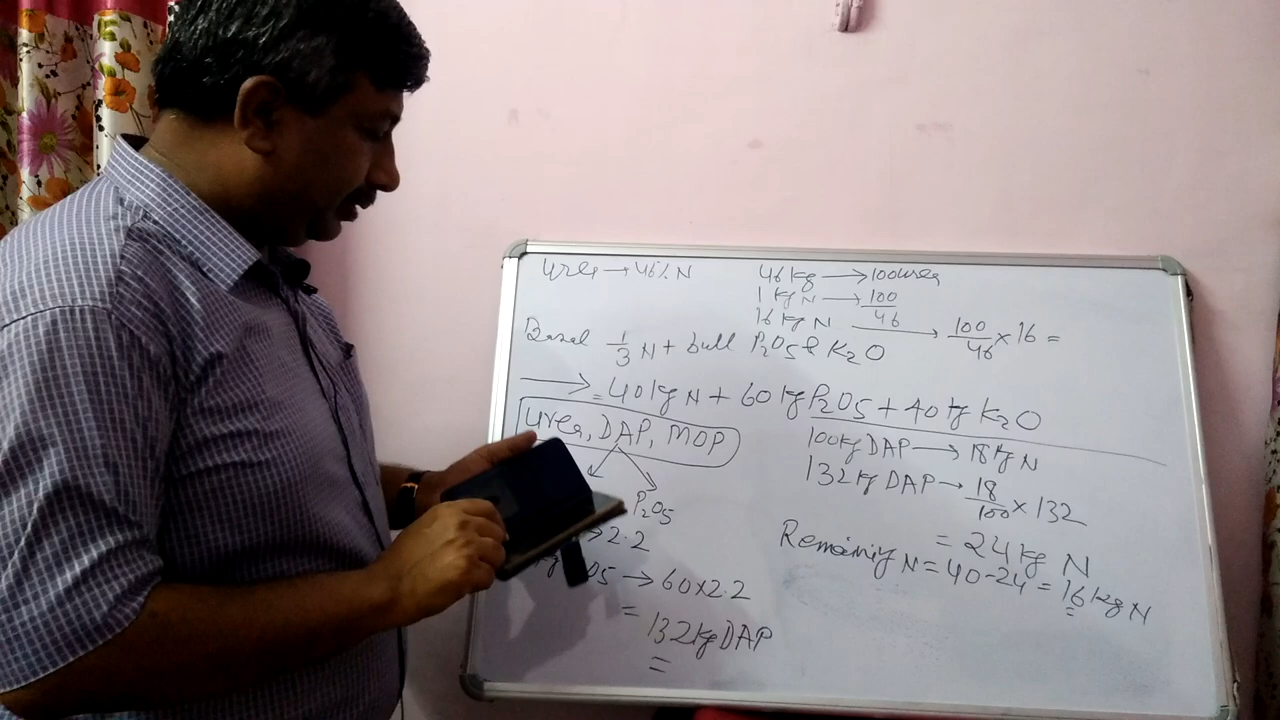 Urea → 46% N
46 kg → 100 urea
1 kg N → 100/46
16 kg N → 100/46 × 16 =
Basal 1/3 N + bull P2O5 & K2O
→ = 40 kg N + 60 kg P2O5 + 40 kg K2O
Urea, DAP, MOP
P2O5
→ 2.2
O5 → 60×2.2
= 132 kg DAP
100 kg DAP → 18 kg N
132 kg DAP → 18/100 × 132
= 24 kg N
Remaining N = 40-24 = 16 kg N